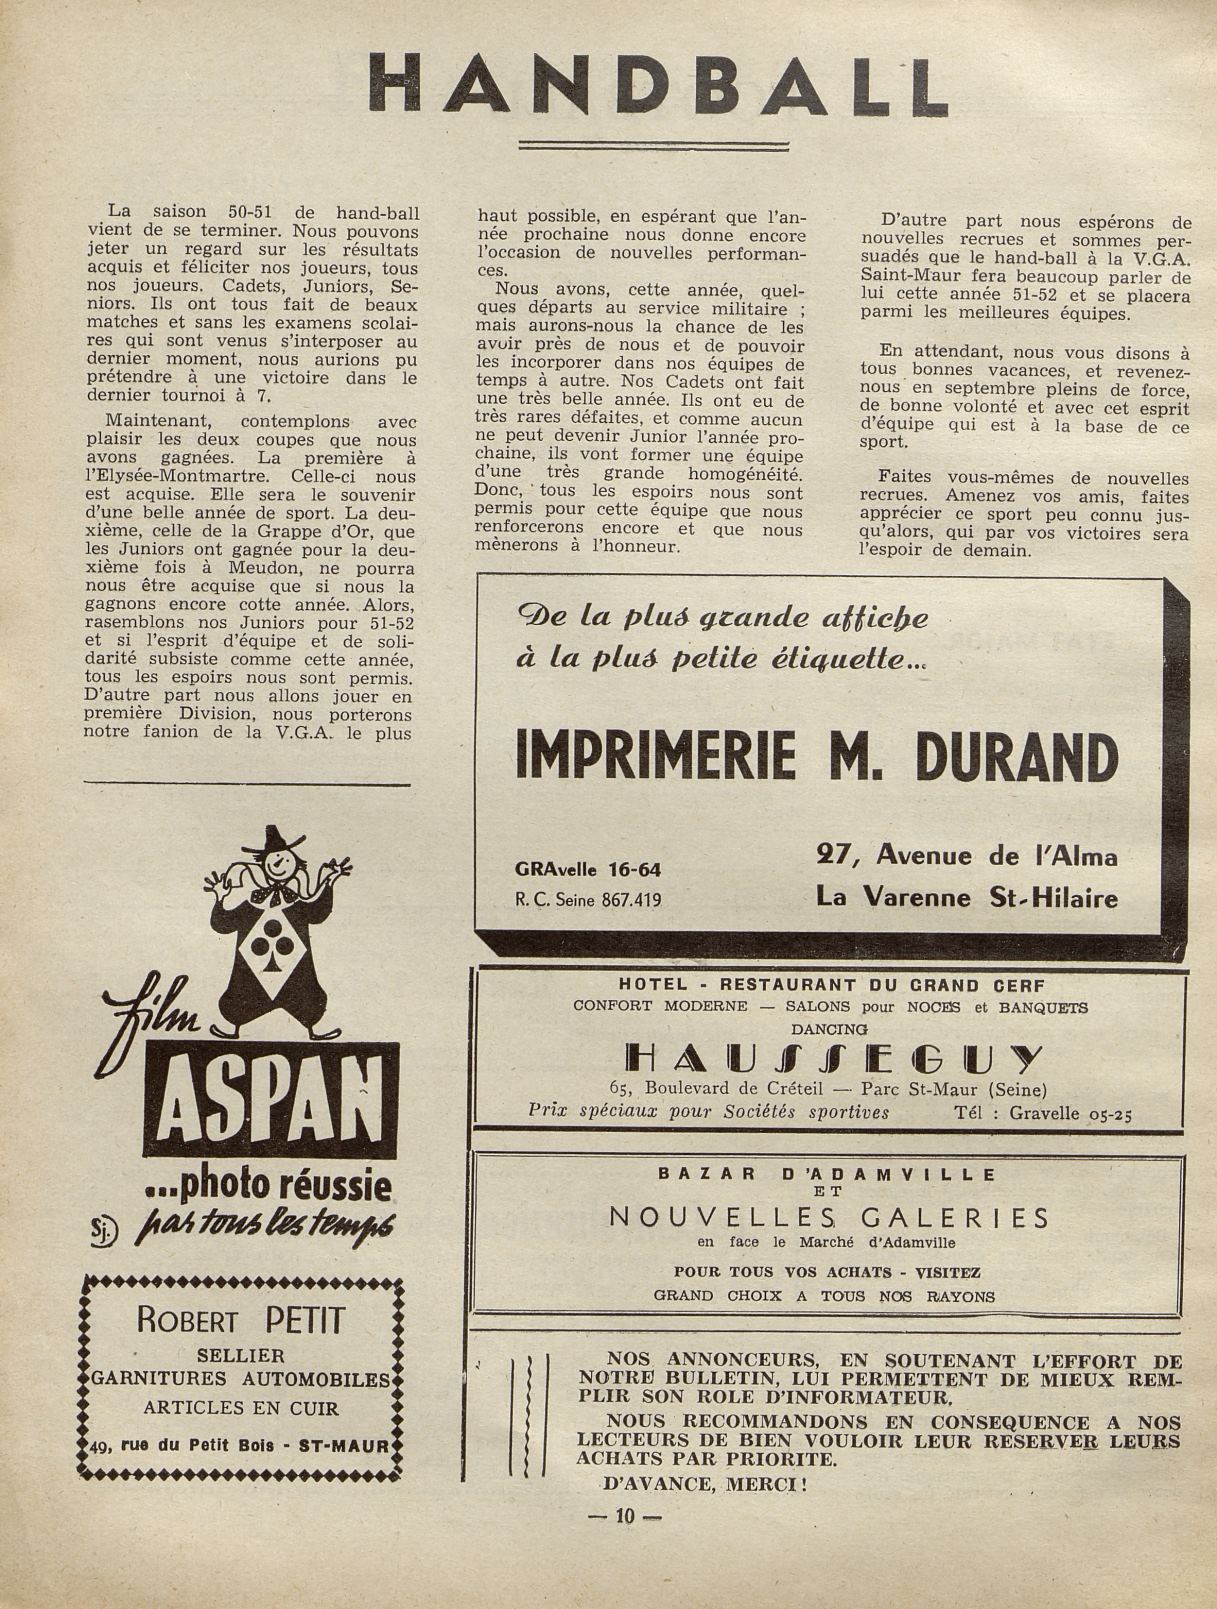 HANDBALL
La saison 50-51 de hand-ball
vient de se terminer. Nous pouvons
jeter un regard sur les résultats
acquis et féliciter nos joueurs, tous
nos joueurs. Cadets, Juniors, Se-
niors. Ils ont tous fait de beaux
matches et sans les examens scolai-
res qui sont venus s'interposer au
dernier moment, nous aurions pu
prétendre à une victoire dans le
dernier tournoi à 7.
Maintenant, contemplons avec
plaisir les deux coupes que nous
avons gagnées. La première à
l'Elysée-Montmartre. Celle-ci nous
est acquise. Elle sera le souvenir
d'une belle année de sport. La deu-
xième, celle de la Grappe d'Or, que
les Juniors ont gagnée pour la deu-
xième fois à Meudon, ne pourra
nous être acquise que si nous la
gagnons encore cotte année. Alors,
rasemblons nos Juniors pour 51-52
et si l'esprit d'équipe et de soli-
darité subsiste comme cette année,
tous les espoirs nous sont permis.
D'autre part nous allons jouer en
première Division, nous porterons
notre fanion de la V.G.A. le plus
haut possible, en espérant que l'an-
née prochaine nous donne encore
l'occasion de nouvelles performan-
ces.
Nous avons, cette année, quel-
ques départs au service militaire ;
mais aurons-nous la chance de les
avoir près de nous et de pouvoir
les incorporer dans nos équipes de
temps à autre. Nos Cadets ont fait
une très belle année. Ils ont eu de
très rares défaites, et comme aucun
ne peut devenir Junior l'année pro-
chaine, ils vont former une équipe
d'une très grande homogénéité.
Donc, tous les espoirs nous sont
permis pour cette équipe que nous
renforcerons encore et que nous
mènerons à l'honneur.
D'autre part nous espérons de
nouvelles recrues et sommes per-
suadés que le hand-ball à la V.G.A.
Saint-Maur fera beaucoup parler de
lui cette année 51-52 et se placera
parmi les meilleures équipes.
En attendant, nous vous disons à
tous bonnes vacances, et revenez-
nous en septembre pleins de force,
de bonne volonté et avec cet esprit
d'équipe qui est à la base de ce
sport.
Faites vous-mêmes de nouvelles
recrues. Amenez vos amis, faites
apprécier ce sport peu connu jus-
qu'alors, qui par vos victoires sera
l'espoir de demain.
De la plus grande affiche
à la plus petite étiquette...
IMPRIMERIE M. DURAND
GRAvelle 16-64
R. C. Seine 867.419
27, Avenue de l'Alma
La Varenne St-Hilaire
film
ASPAN
...photo réussie
par tous les temps
Sj.
ROBERT PETIT
SELLIER
GARNITURES AUTOMOBILES
ARTICLES EN CUIR
49, rue du Petit Bois - ST-MAUR
HOTEL - RESTAURANT DU GRAND CERF
CONFORT MODERNE — SALONS pour NOCES et BANQUETS
DANCING
HAUSSEGUY
65, Boulevard de Créteil — Parc St-Maur (Seine)
Prix spéciaux pour Sociétés sportives Tél : Gravelle 05-25
BAZAR D'ADAMVILLE
ET
NOUVELLES GALERIES
en face le Marché d'Adamville
POUR TOUS VOS ACHATS - VISITEZ
GRAND CHOIX A TOUS NOS RAYONS
NOS ANNONCEURS, EN SOUTENANT L'EFFORT DE
NOTRE BULLETIN, LUI PERMETTENT DE MIEUX REM-
PLIR SON ROLE D'INFORMATEUR.
NOUS RECOMMANDONS EN CONSEQUENCE A NOS
LECTEURS DE BIEN VOULOIR LEUR RESERVER LEURS
ACHATS PAR PRIORITE.
D'AVANCE, MERCI !
— 10 —